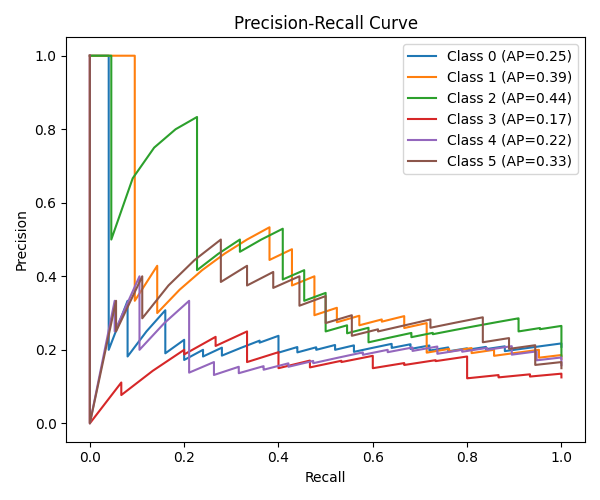 Precision-Recall Curve
Precision
1.0
0.8
0.6
0.4
0.2
0.0
Class 0 (AP=0.25)
Class 1 (AP=0.39)
Class 2 (AP=0.44)
Class 3 (AP=0.17)
Class 4 (AP=0.22)
Class 5 (AP=0.33)
0.0 0.2 0.4 0.6 0.8 1.0
Recall